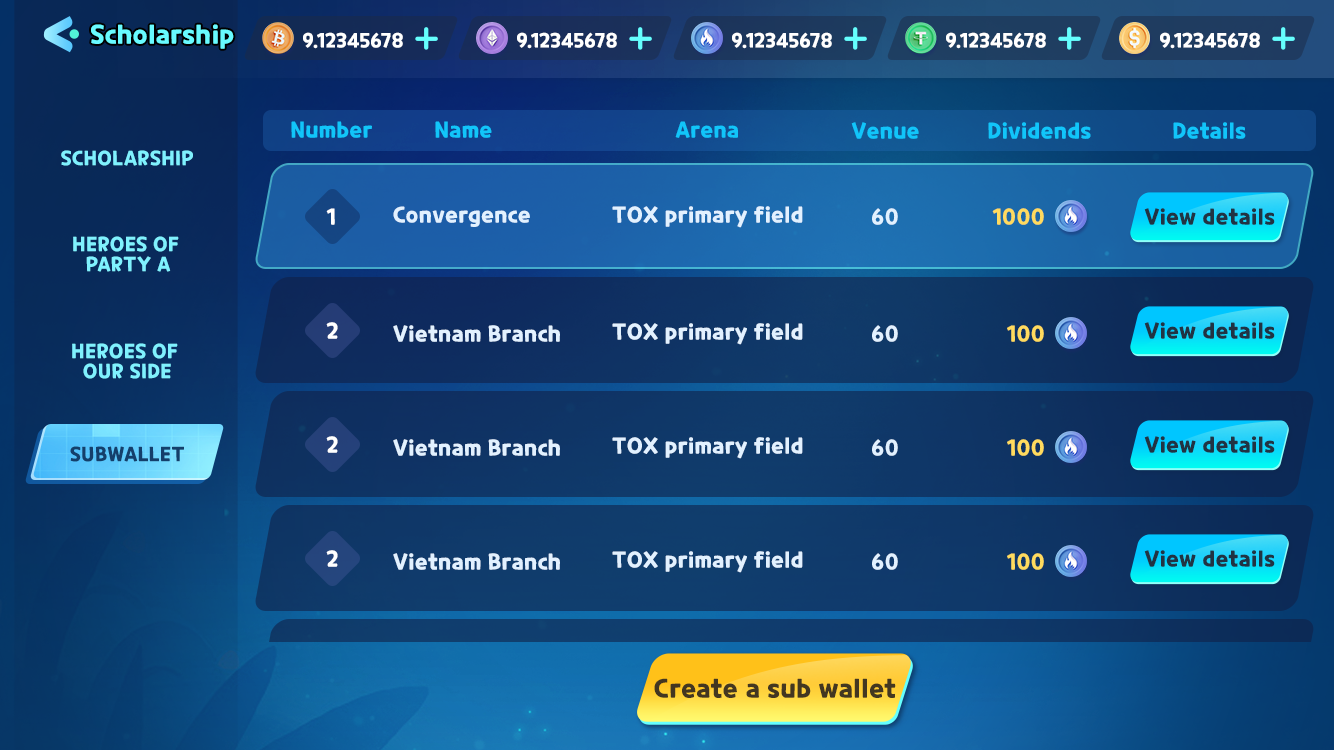 Scholarship 9.12345678 9.12345678 9.12345678 9.12345678 9.12345678
SCHOLARSHIP
HEROES OF
PARTY A
HEROES OF
OUR SIDE
SUBWALLET
Number Name Arena Venue Dividends Details
1 Convergence TOX primary field 60 1000 View details
2 Vietnam Branch TOX primary field 60 100 View details
2 Vietnam Branch TOX primary field 60 100 View details
2 Vietnam Branch TOX primary field 60 100 View details
Create a sub wallet